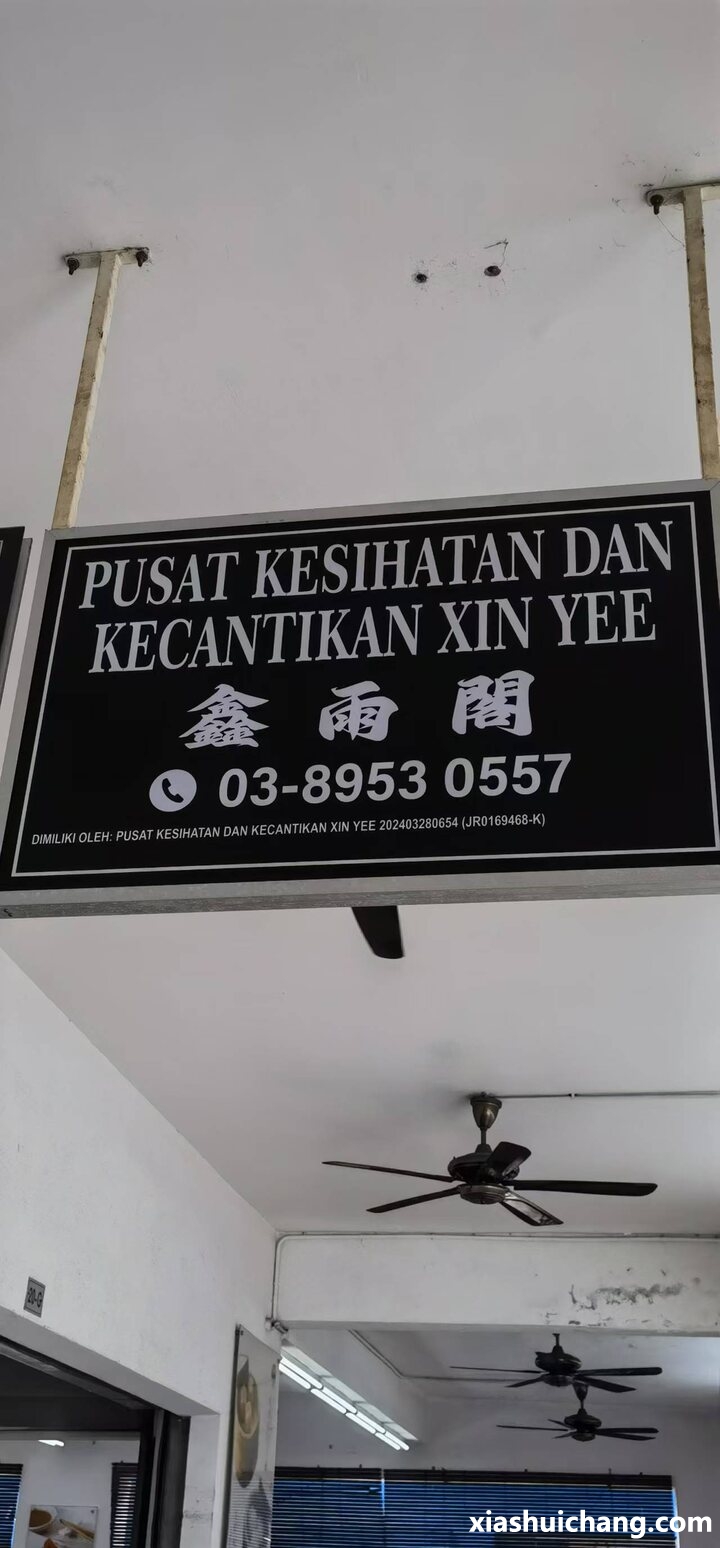 PUSAT KESIHATAN DAN
KECANTIKAN XIN YEE
鑫雨閣
03-8953 0557
DIMILIKI OLEH: PUSAT KESIHATAN DAN KECANTIKAN XIN YEE 202403280654 (JR0169468-K)
20-G
xiashuichang.com